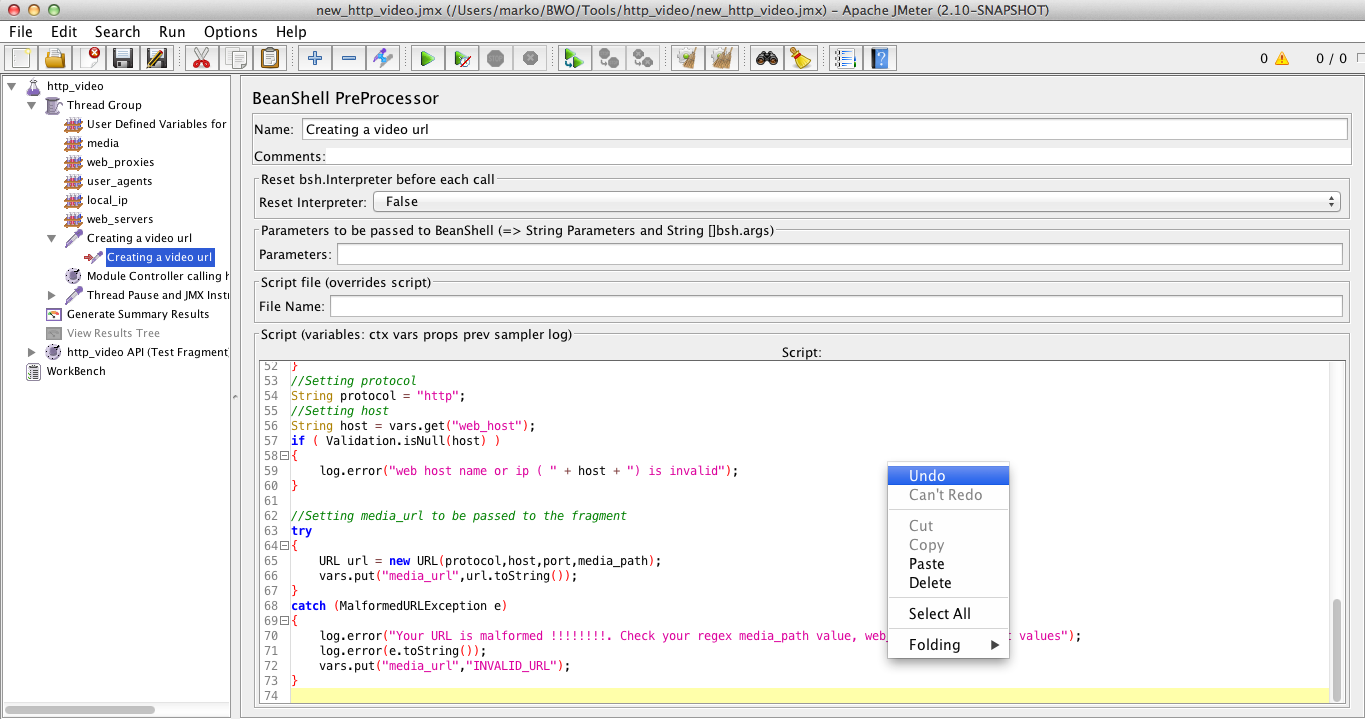 new_http_video.jmx (/Users/marko/BWO/Tools/http_video/new_http_video.jmx) - Apache JMeter (2.10-SNAPSHOT)
File Edit Search Run Options Help
0 0 / 0
http_video
Thread Group
User Defined Variables for
media
web_proxies
user_agents
local_ip
web_servers
Creating a video url
Creating a video url
Module Controller calling
Thread Pause and JMX Inst
Generate Summary Results
View Results Tree
http_video API (Test Fragment
WorkBench
BeanShell PreProcessor
Name: Creating a video url
Comments:
Reset bsh.Interpreter before each call
Reset Interpreter: False
Parameters to be passed to BeanShell (=> String Parameters and String []bsh.args)
Parameters:
Script file (overrides script)
File Name:
Script (variables: ctx vars props prev sampler log)
Script:
52 }
53 //Setting protocol
54 String protocol = "http";
55 //Setting host
56 String host = vars.get("web_host");
57 if ( Validation.isNull(host) )
58 {
59 log.error("web host name or ip ( " + host + ") is invalid");
60 }
61
62 //Setting media_url to be passed to the fragment
63 try
64 {
65 URL url = new URL(protocol,host,port,media_path);
66 vars.put("media_url",url.toString());
67 }
68 catch (MalformedURLException e)
69 {
70 log.error("Your URL is malformed !!!!!!!!. Check your regex media_path value, web_ t values");
71 log.error(e.toString());
72 vars.put("media_url","INVALID_URL");
73 }
74
Undo
Can't Redo
Cut
Copy
Paste
Delete
Select All
Folding